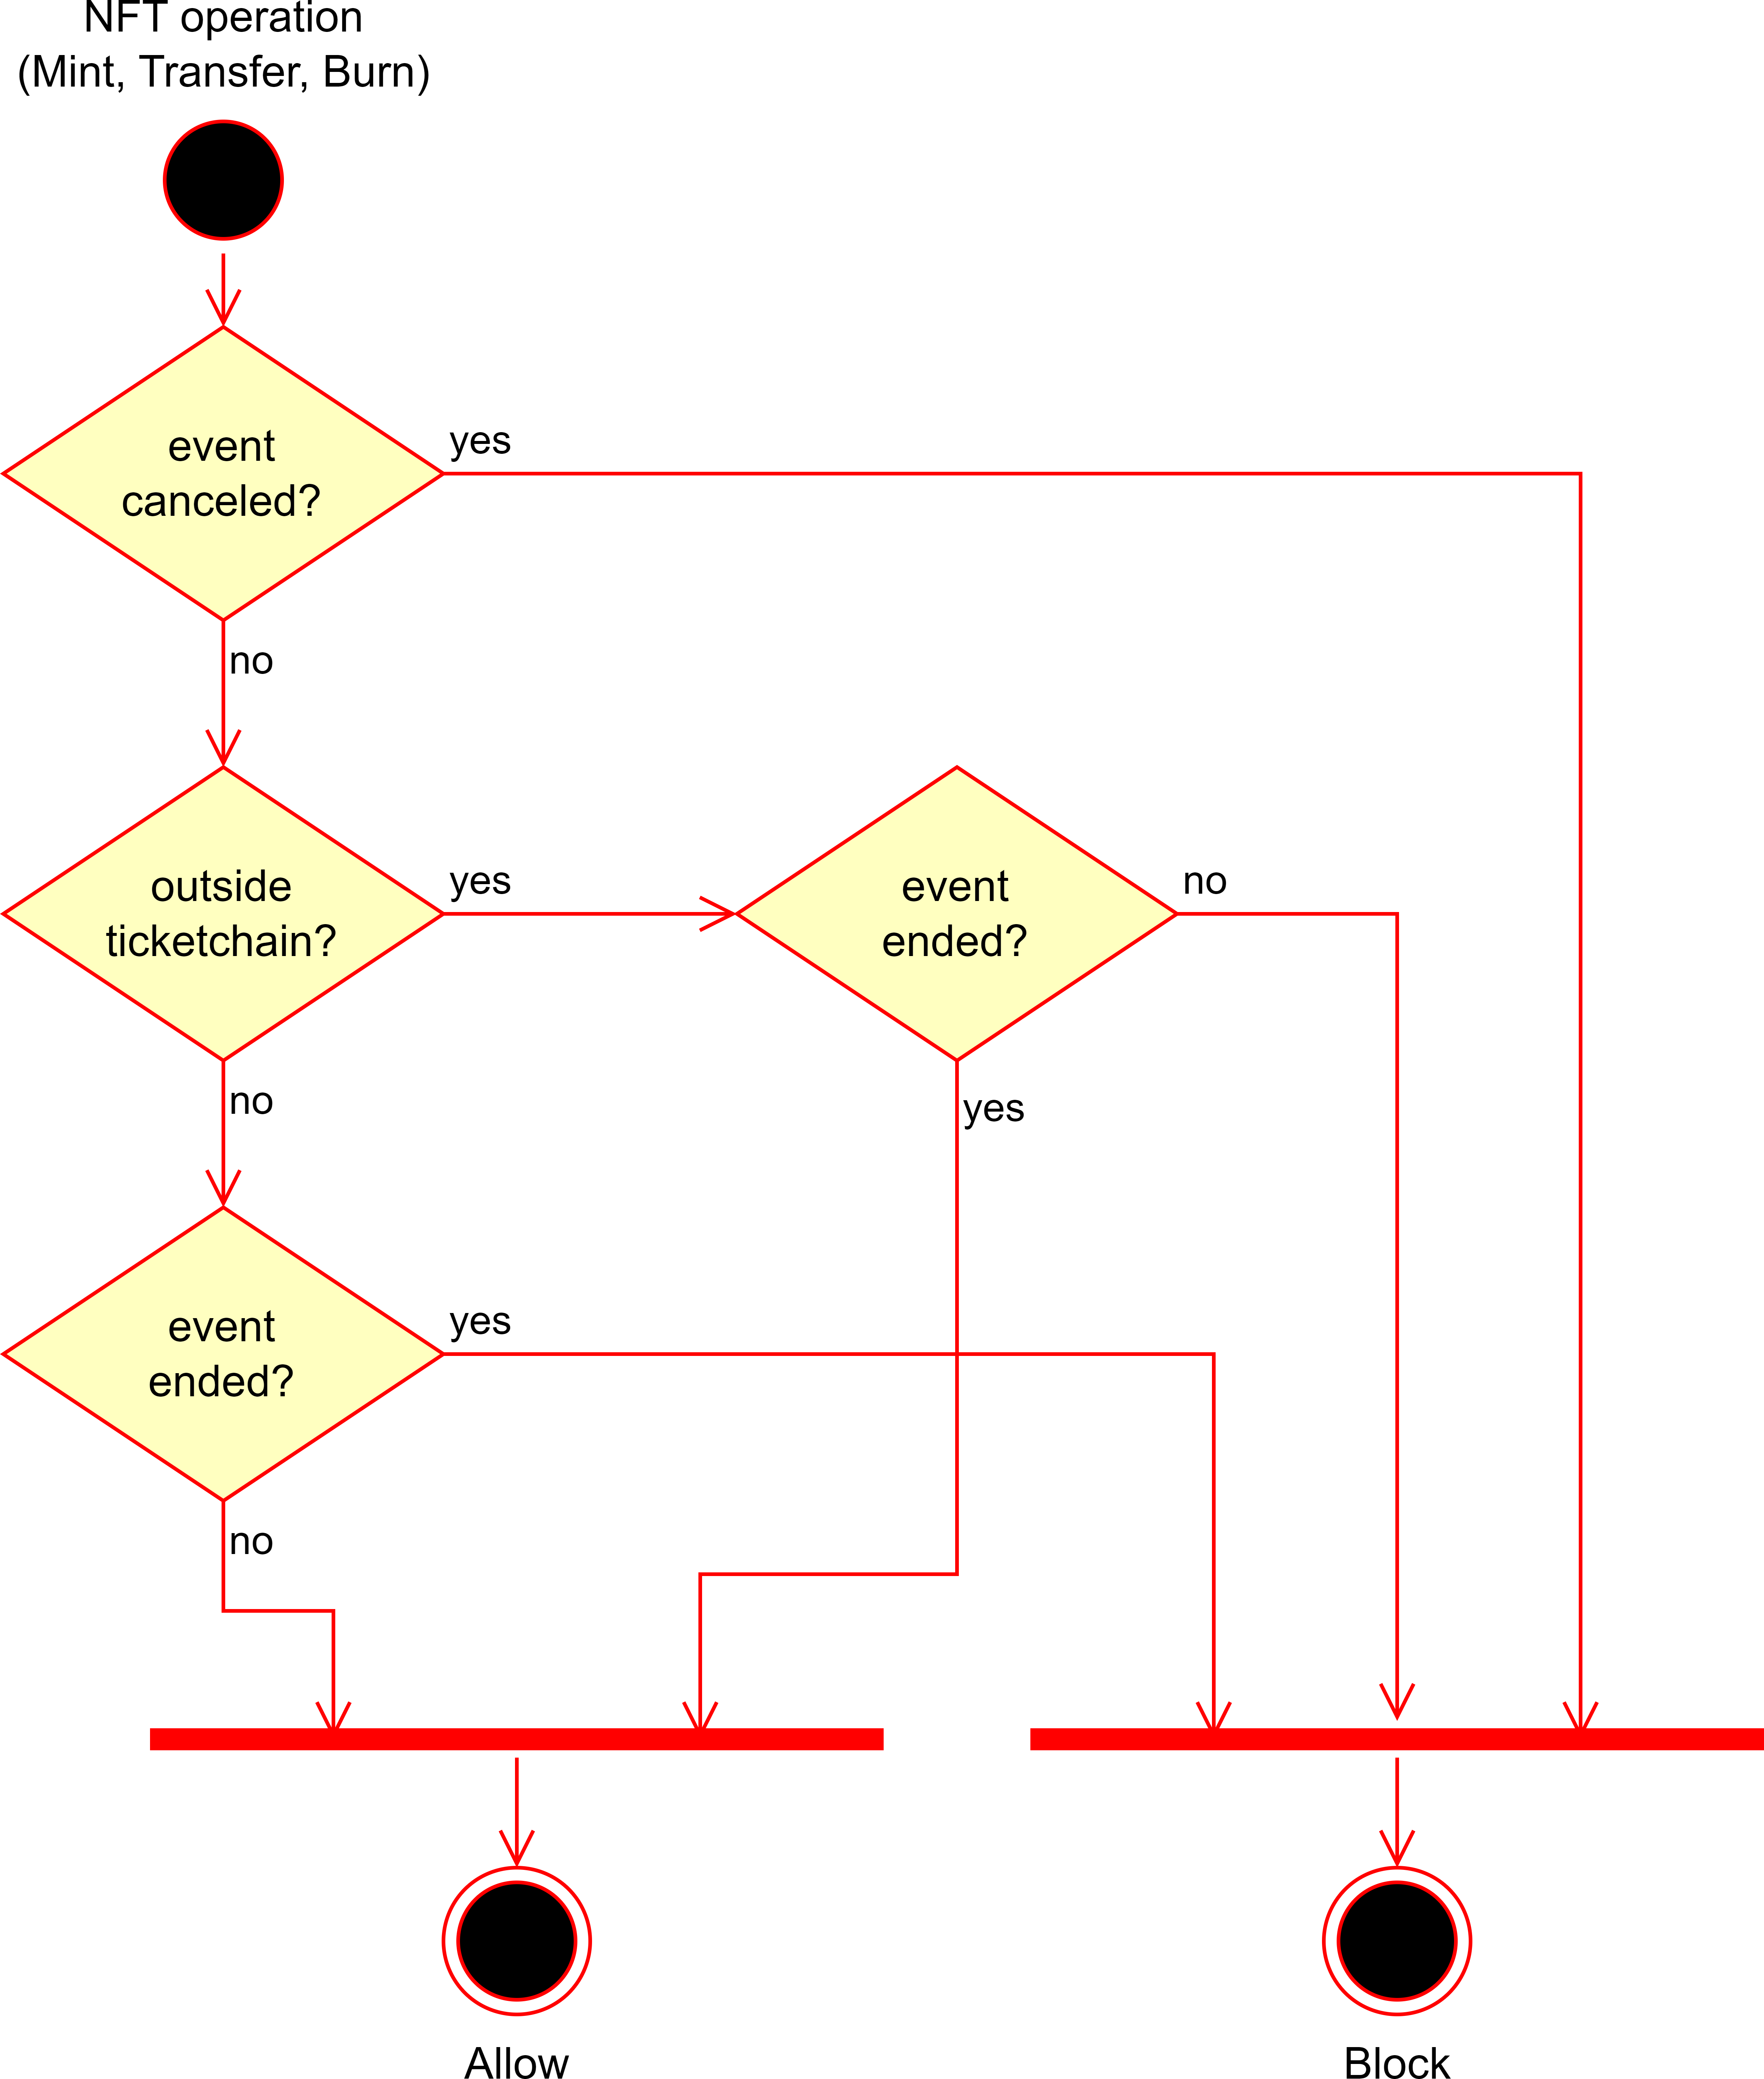 NFT operation
(Mint, Transfer, Burn)
event
canceled?
yes
no
outside
ticketchain?
yes
event
ended?
no
no
yes
event
ended?
yes
no
Allow
Block